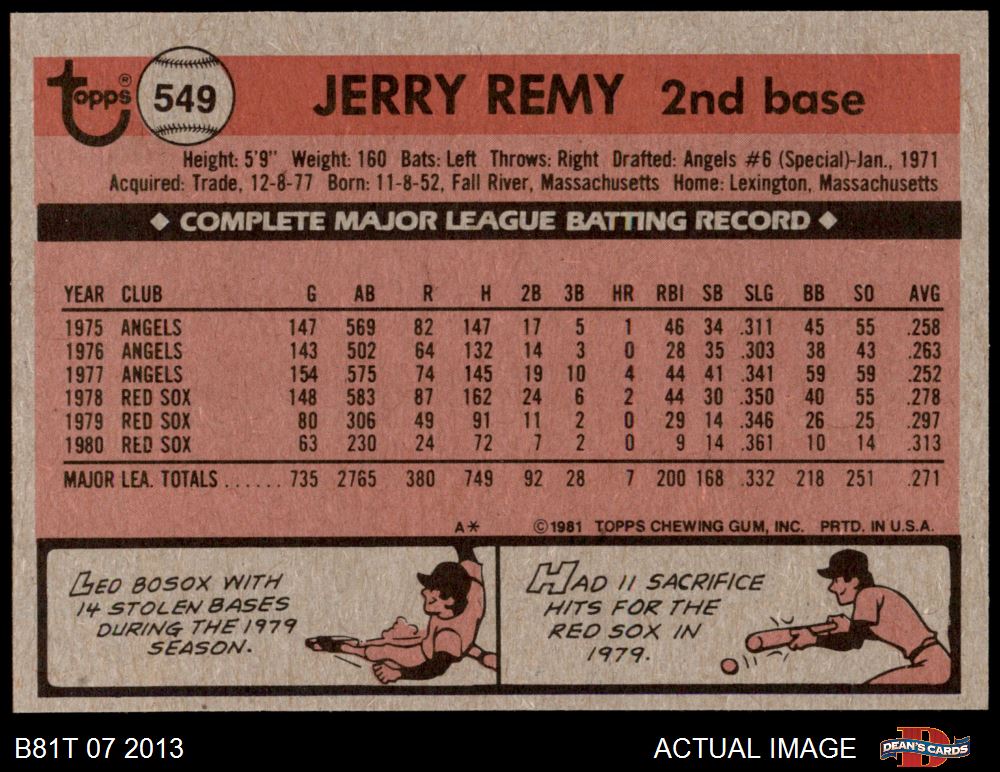 Topps® 549 JERRY REMY 2nd base
Height: 5'9" Weight: 160 Bats: Left Throws: Right Drafted: Angels #6 (Special)-Jan., 1971
Acquired: Trade, 12-8-77 Born: 11-8-52, Fall River, Massachusetts Home: Lexington, Massachusetts
◆ COMPLETE MAJOR LEAGUE BATTING RECORD ◆
YEAR CLUB G AB R H 2B 3B HR RBI SB SLG BB SO AVG
1975 ANGELS 147 569 82 147 17 5 1 46 34 .311 45 55 .258
1976 ANGELS 143 502 64 132 14 3 0 28 35 .303 38 43 .263
1977 ANGELS 154 575 74 145 19 10 4 44 41 .341 59 59 .252
1978 RED SOX 148 583 87 162 24 6 2 44 30 .350 40 55 .278
1979 RED SOX 80 306 49 91 11 2 0 29 14 .346 26 25 .297
1980 RED SOX 63 230 24 72 7 2 0 9 14 .361 10 14 .313
MAJOR LEA. TOTALS ...... 735 2765 380 749 92 28 7 200 168 .332 218 251 .271
A* ©1981 TOPPS CHEWING GUM, INC. PRTD. IN U.S.A.
LED BOSOX WITH
14 STOLEN BASES
DURING THE 1979
SEASON.
HAD 11 SACRIFICE
HITS FOR THE
RED SOX IN
1979.
B81T 07 2013 ACTUAL IMAGE DEAN'S CARDS